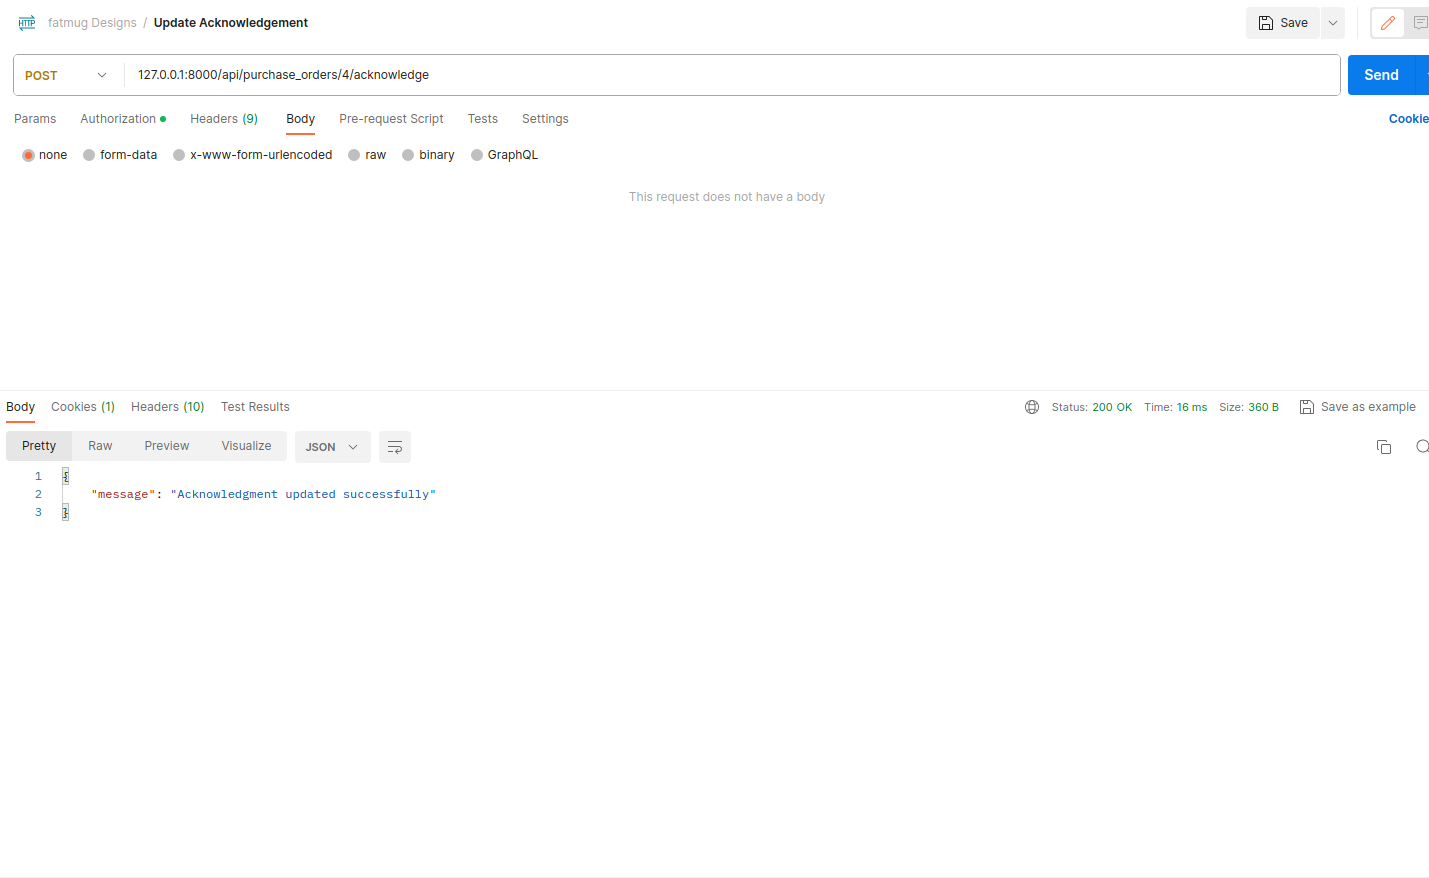 HTTP fatmug Designs / Update Acknowledgement Save
POST 127.0.0.1:8000/api/purchase_orders/4/acknowledge Send
Params Authorization Headers (9) Body Pre-request Script Tests Settings Cookie
none form-data x-www-form-urlencoded raw binary GraphQL
This request does not have a body
Body Cookies (1) Headers (10) Test Results Status: 200 OK Time: 16 ms Size: 360 B Save as example
Pretty Raw Preview Visualize JSON
1 {
2 "message": "Acknowledgment updated successfully"
3 }